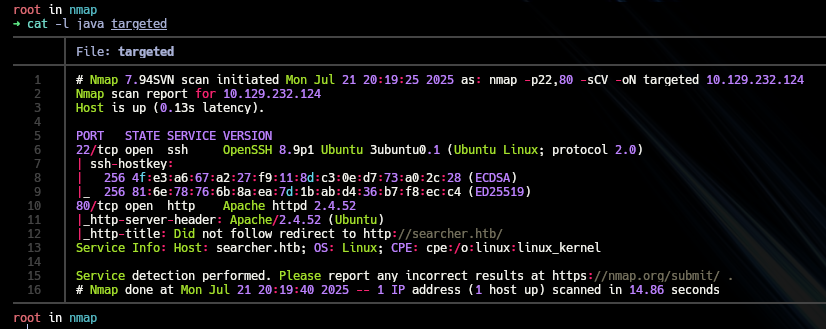 root in nmap
➜ cat -l java targeted
File: targeted
1 # Nmap 7.94SVN scan initiated Mon Jul 21 20:19:25 2025 as: nmap -p22,80 -sCV -oN targeted 10.129.232.124
2 Nmap scan report for 10.129.232.124
3 Host is up (0.13s latency).
4
5 PORT   STATE SERVICE VERSION
6 22/tcp open  ssh     OpenSSH 8.9p1 Ubuntu 3ubuntu0.1 (Ubuntu Linux; protocol 2.0)
7 | ssh-hostkey:
8 |   256 4f:e3:a6:67:a2:27:f9:11:8d:c3:0e:d7:73:a0:2c:28 (ECDSA)
9 |_  256 81:6e:78:76:6b:8a:ea:7d:1b:ab:d4:36:b7:f8:ec:c4 (ED25519)
10 80/tcp open  http    Apache httpd 2.4.52
11 |_http-server-header: Apache/2.4.52 (Ubuntu)
12 |_http-title: Did not follow redirect to http://searcher.htb/
13 Service Info: Host: searcher.htb; OS: Linux; CPE: cpe:/o:linux:linux_kernel
14
15 Service detection performed. Please report any incorrect results at https://nmap.org/submit/ .
16 # Nmap done at Mon Jul 21 20:19:40 2025 -- 1 IP address (1 host up) scanned in 14.86 seconds
root in nmap